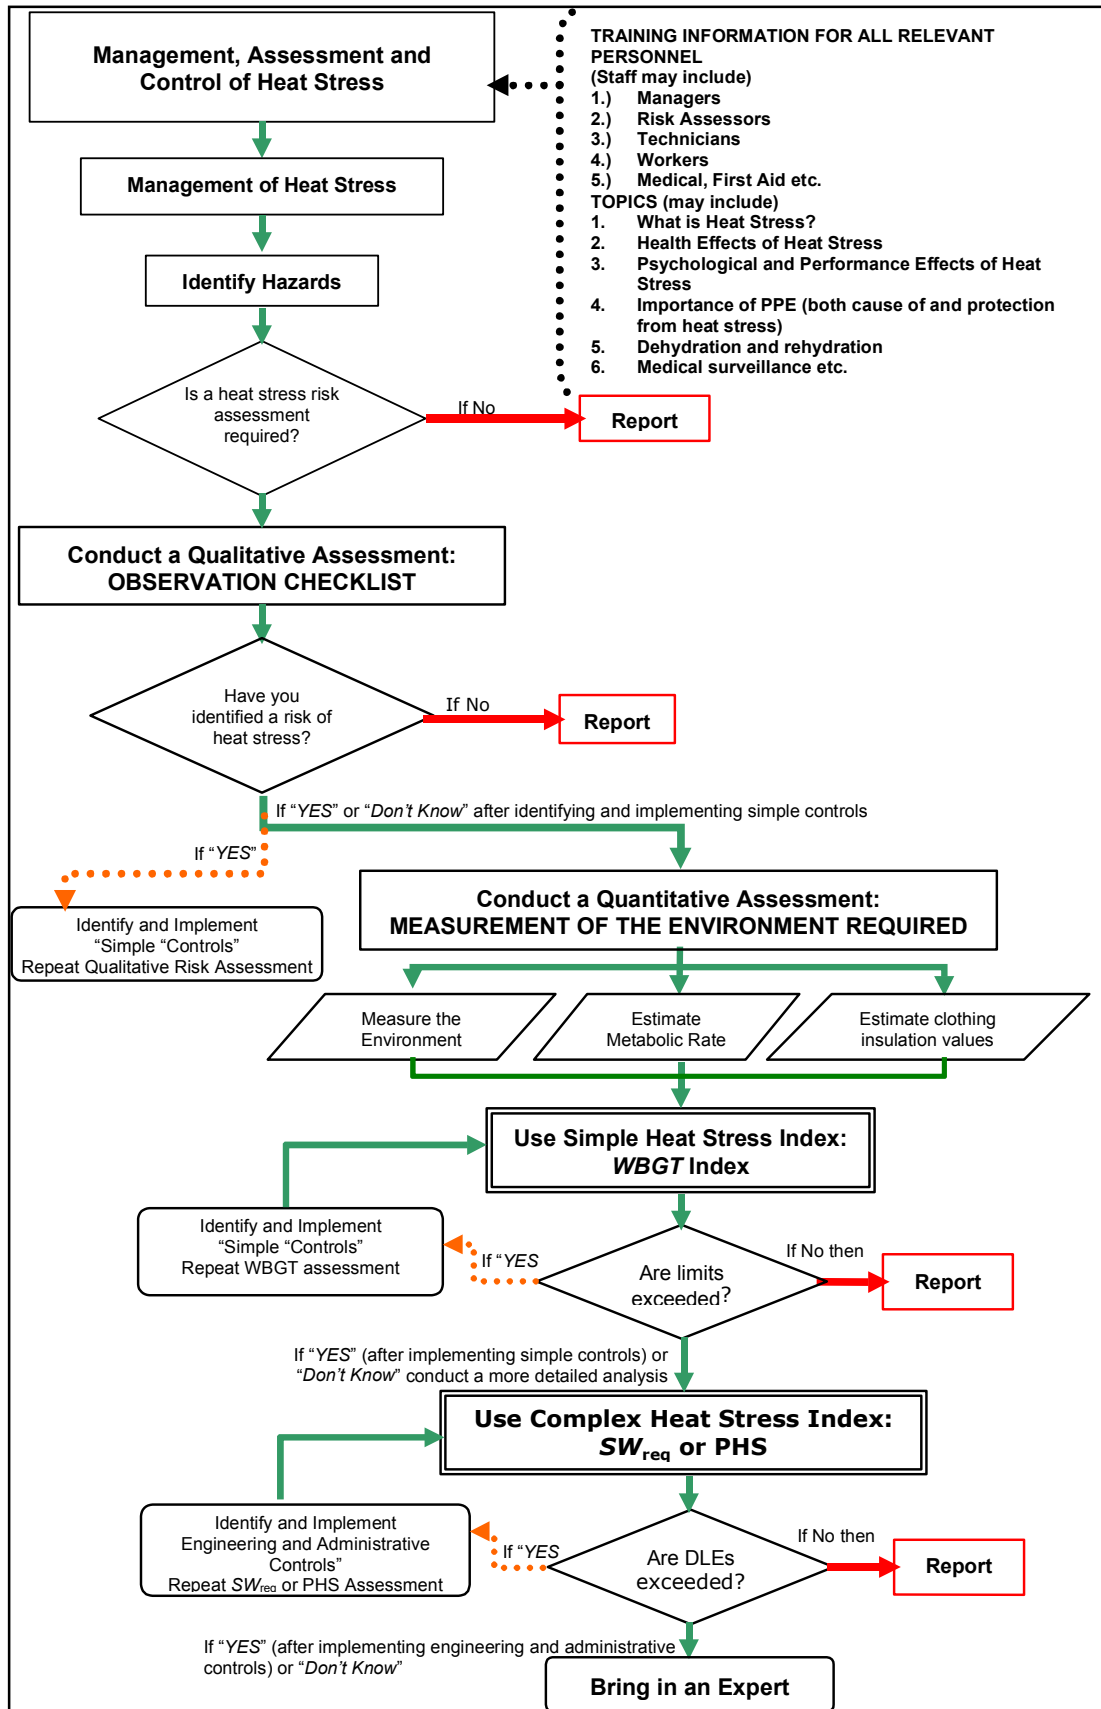 Management, Assessment and
Control of Heat Stress
TRAINING INFORMATION FOR ALL RELEVANT
PERSONNEL
(Staff may include)
1.) Managers
2.) Risk Assessors
3.) Technicians
4.) Workers
5.) Medical, First Aid etc.
TOPICS (may include)
1. What is Heat Stress?
2. Health Effects of Heat Stress
3. Psychological and Performance Effects of Heat
Stress
4. Importance of PPE (both cause of and protection
from heat stress)
5. Dehydration and rehydration
6. Medical surveillance etc.
Management of Heat Stress
Identify Hazards
Is a heat stress risk
assessment
required?
If No
Report
Conduct a Qualitative Assessment:
OBSERVATION CHECKLIST
Have you
identified a risk of
heat stress?
If No
Report
If “YES” or “Don’t Know” after identifying and implementing simple controls
If “YES”
Identify and Implement
“Simple “Controls”
Repeat Qualitative Risk Assessment
Conduct a Quantitative Assessment:
MEASUREMENT OF THE ENVIRONMENT REQUIRED
Measure the
Environment
Estimate
Metabolic Rate
Estimate clothing
insulation values
Use Simple Heat Stress Index:
WBGT Index
Identify and Implement
“Simple “Controls”
Repeat WBGT assessment
If “YES
Are limits
exceeded?
If No then
Report
If “YES” (after implementing simple controls) or
“Don’t Know” conduct a more detailed analysis
Use Complex Heat Stress Index:
SWreq or PHS
Identify and Implement
Engineering and Administrative
Controls”
Repeat SWreq or PHS Assessment
If “YES
Are DLEs
exceeded?
If No then
Report
If “YES” (after implementing engineering and administrative
controls) or “Don’t Know”
Bring in an Expert